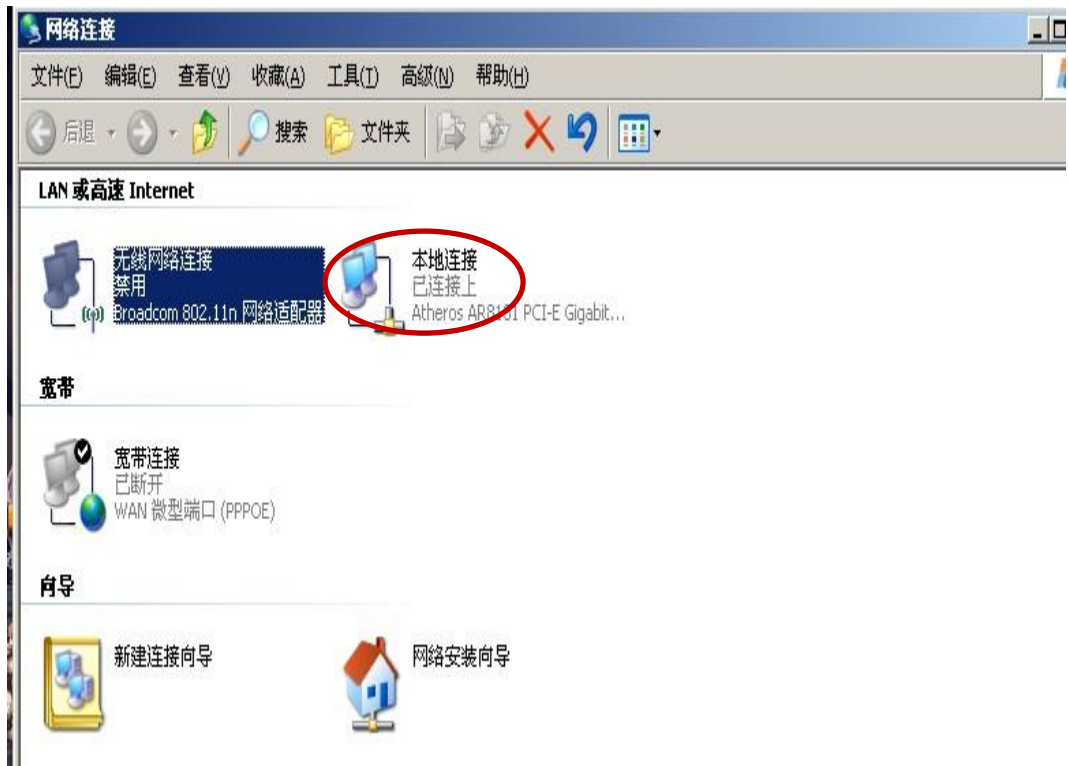 网络连接
文件(F) 编辑(E) 查看(V) 收藏(A) 工具(T) 高级(N) 帮助(H)
后退 搜索 文件夹
LAN 或高速 Internet
无线网络连接
禁用
Broadcom 802.11n 网络适配器
本地连接
已连接上
Atheros AR8131 PCI-E Gigabit...
宽带
宽带连接
已断开
WAN 微型端口 (PPPOE)
向导
新建连接向导
网络安装向导